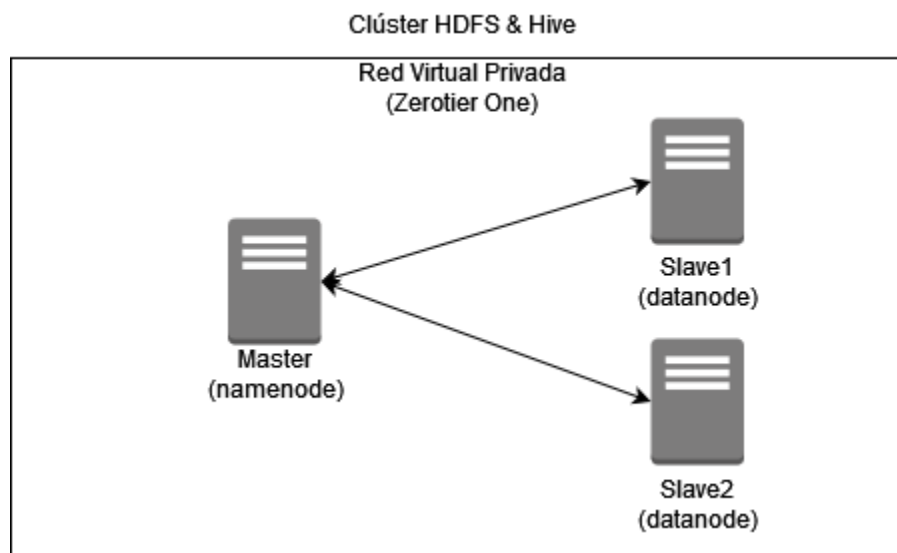 Clúster HDFS & Hive
Red Virtual Privada
(Zerotier One)
Slave1
(datanode)
Master
(namenode)
Slave2
(datanode)